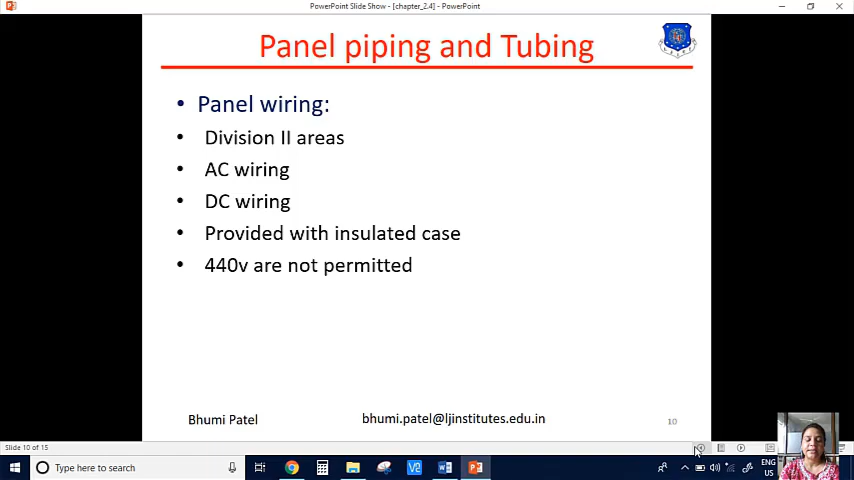 PowerPoint Slide Show - [chapter_2.4] - PowerPoint
Panel piping and Tubing
• Panel wiring:
• Division II areas
• AC wiring
• DC wiring
• Provided with insulated case
• 440v are not permitted
Bhumi Patel
bhumi.patel@ljinstitutes.edu.in
10
Slide 10 of 15
Type here to search
ENG
US